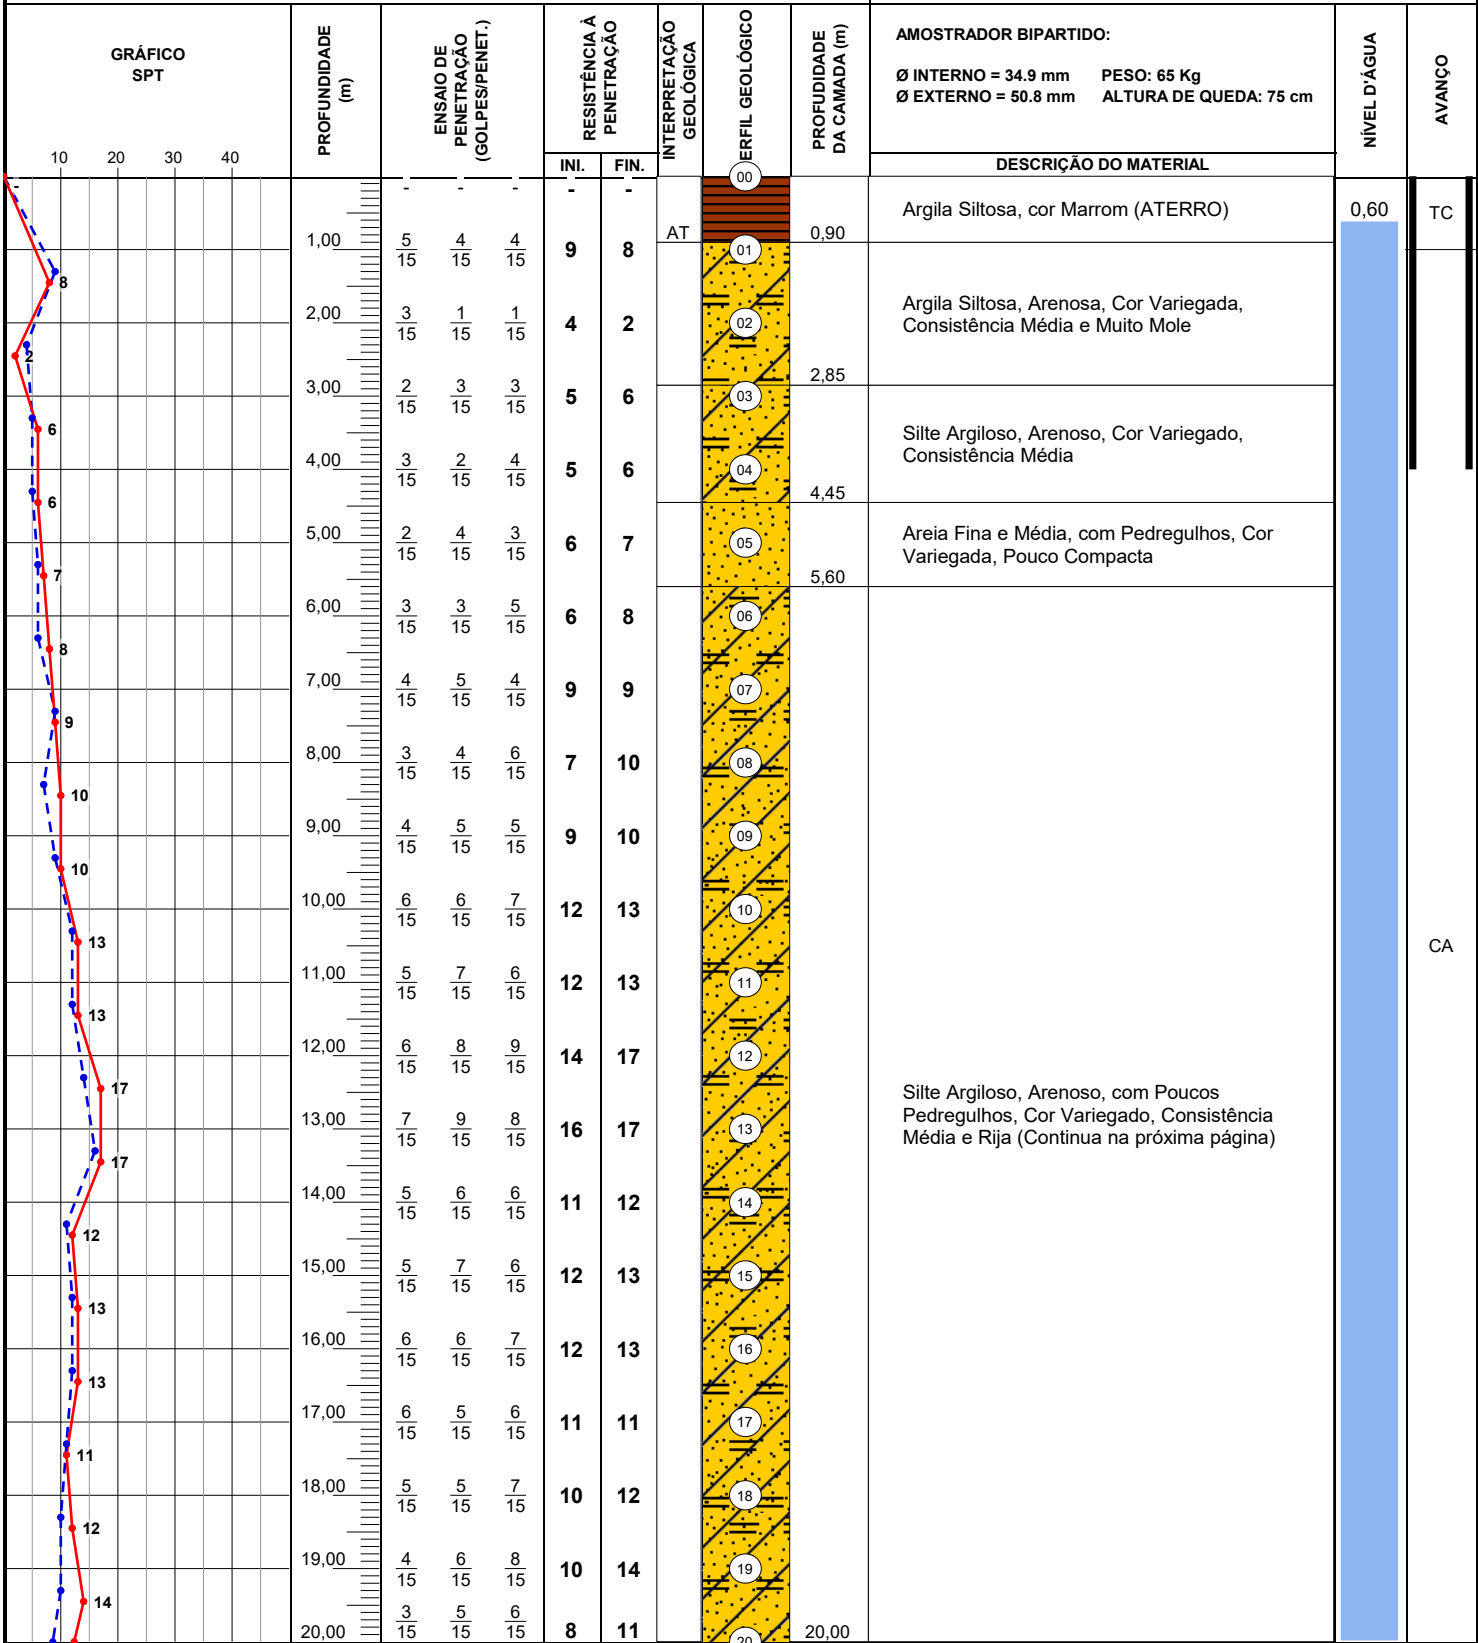 GRÁFICO
SPT
10 20 30 40
PROFUNDIDADE
(m)
ENSAIO DE
PENETRAÇÃO
(GOLPES/PENET.)
RESISTÊNCIA À
PENETRAÇÃO
INI. FIN.
INTERPRETAÇÃO
GEOLÓGICA
ERFIL GEOLÓGICO
PROFUDIDADE
DA CAMADA (m)
AMOSTRADOR BIPARTIDO:
Ø INTERNO = 34.9 mm PESO: 65 Kg
Ø EXTERNO = 50.8 mm ALTURA DE QUEDA: 75 cm
DESCRIÇÃO DO MATERIAL
NÍVEL D'ÁGUA
AVANÇO
- - - - - - 00
Argila Siltosa, cor Marrom (ATERRO)
0,60 TC
AT 0,90
1,00 5/15 4/15 4/15 9 8 01
8
Argila Siltosa, Arenosa, Cor Variegada,
Consistência Média e Muito Mole
2,00 3/15 1/15 1/15 4 2 02
2
2,85
3,00 2/15 3/15 3/15 5 6 03
6
Silte Argiloso, Arenoso, Cor Variegado,
Consistência Média
4,00 3/15 2/15 4/15 5 6 04
6
4,45
5,00 2/15 4/15 3/15 6 7 05
Areia Fina e Média, com Pedregulhos, Cor
Variegada, Pouco Compacta
7
5,60
6,00 3/15 3/15 5/15 6 8 06
8
7,00 4/15 5/15 4/15 9 9 07
9
8,00 3/15 4/15 6/15 7 10 08
10
9,00 4/15 5/15 5/15 9 10 09
10
10,00 6/15 6/15 7/15 12 13 10
13
CA
11,00 5/15 7/15 6/15 12 13 11
13
12,00 6/15 8/15 9/15 14 17 12
17
Silte Argiloso, Arenoso, com Poucos
Pedregulhos, Cor Variegado, Consistência
Média e Rija (Continua na próxima página)
13,00 7/15 9/15 8/15 16 17 13
17
14,00 5/15 6/15 6/15 11 12 14
12
15,00 5/15 7/15 6/15 12 13 15
13
16,00 6/15 6/15 7/15 12 13 16
13
17,00 6/15 5/15 6/15 11 11 17
11
18,00 5/15 5/15 7/15 10 12 18
12
19,00 4/15 6/15 8/15 10 14 19
14
20,00 3/15 5/15 6/15 8 11 20 20,00